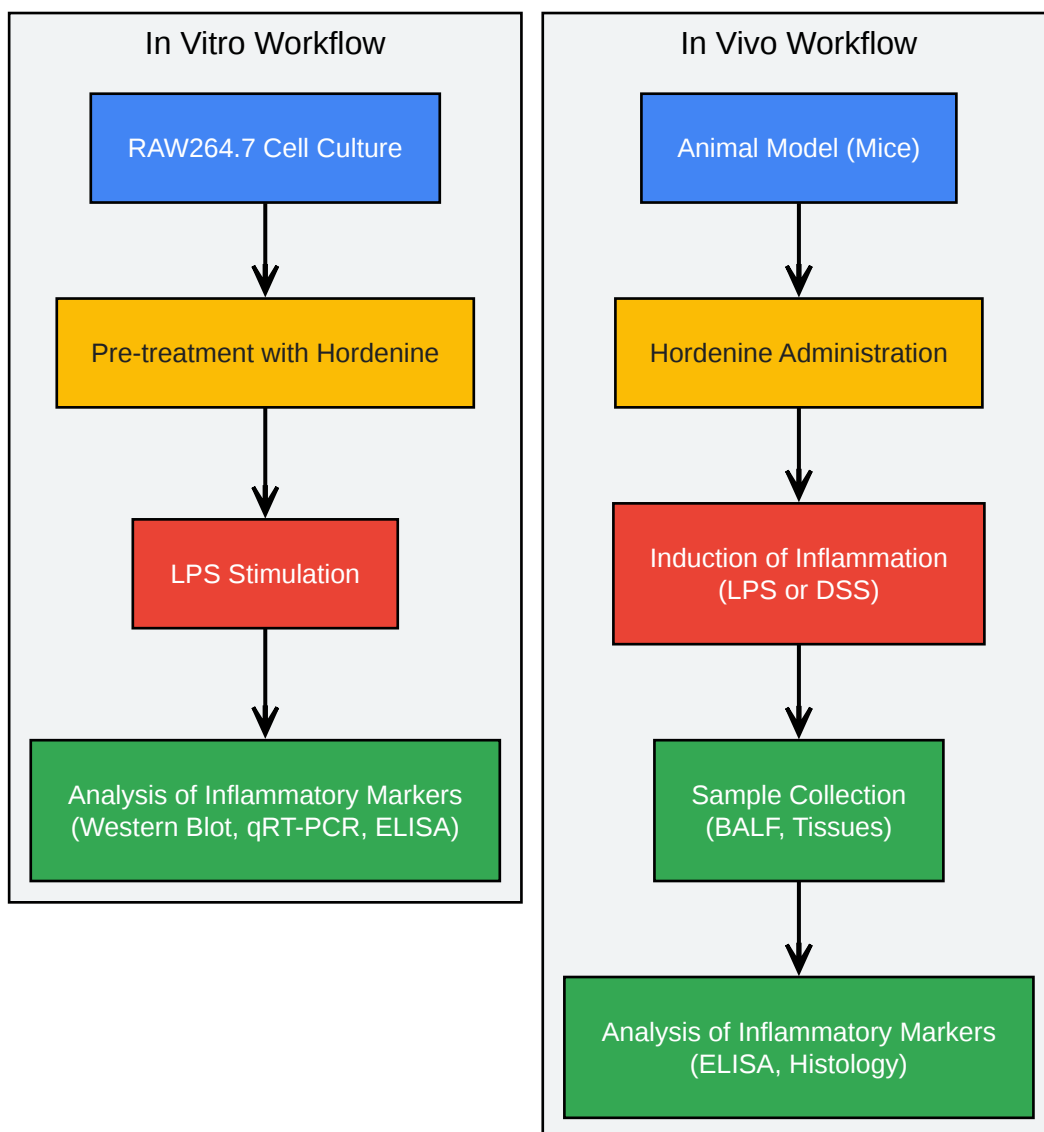 In Vitro Workflow
RAW264.7 Cell Culture
Pre-treatment with Hordenine
LPS Stimulation
Analysis of Inflammatory Markers
(Western Blot, qRT-PCR, ELISA)
In Vivo Workflow
Animal Model (Mice)
Hordenine Administration
Induction of Inflammation
(LPS or DSS)
Sample Collection
(BALF, Tissues)
Analysis of Inflammatory Markers
(ELISA, Histology)